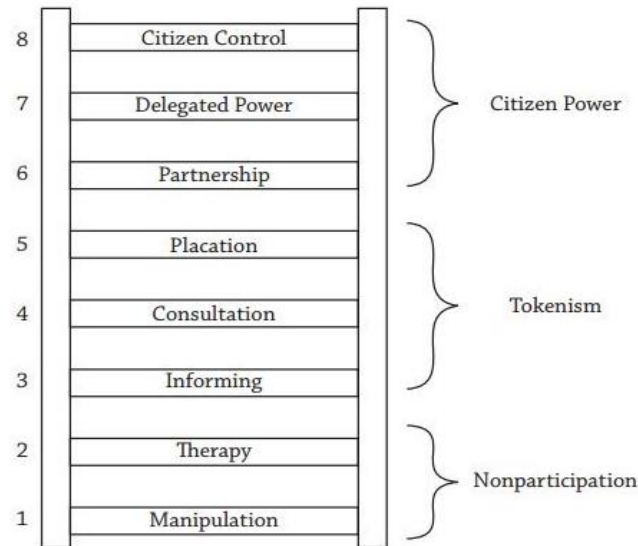 8 Citizen Control
7 Delegated Power Citizen Power
6 Partnership
5 Placation
4 Consultation Tokenism
3 Informing
2 Therapy
Nonparticipation
1 Manipulation